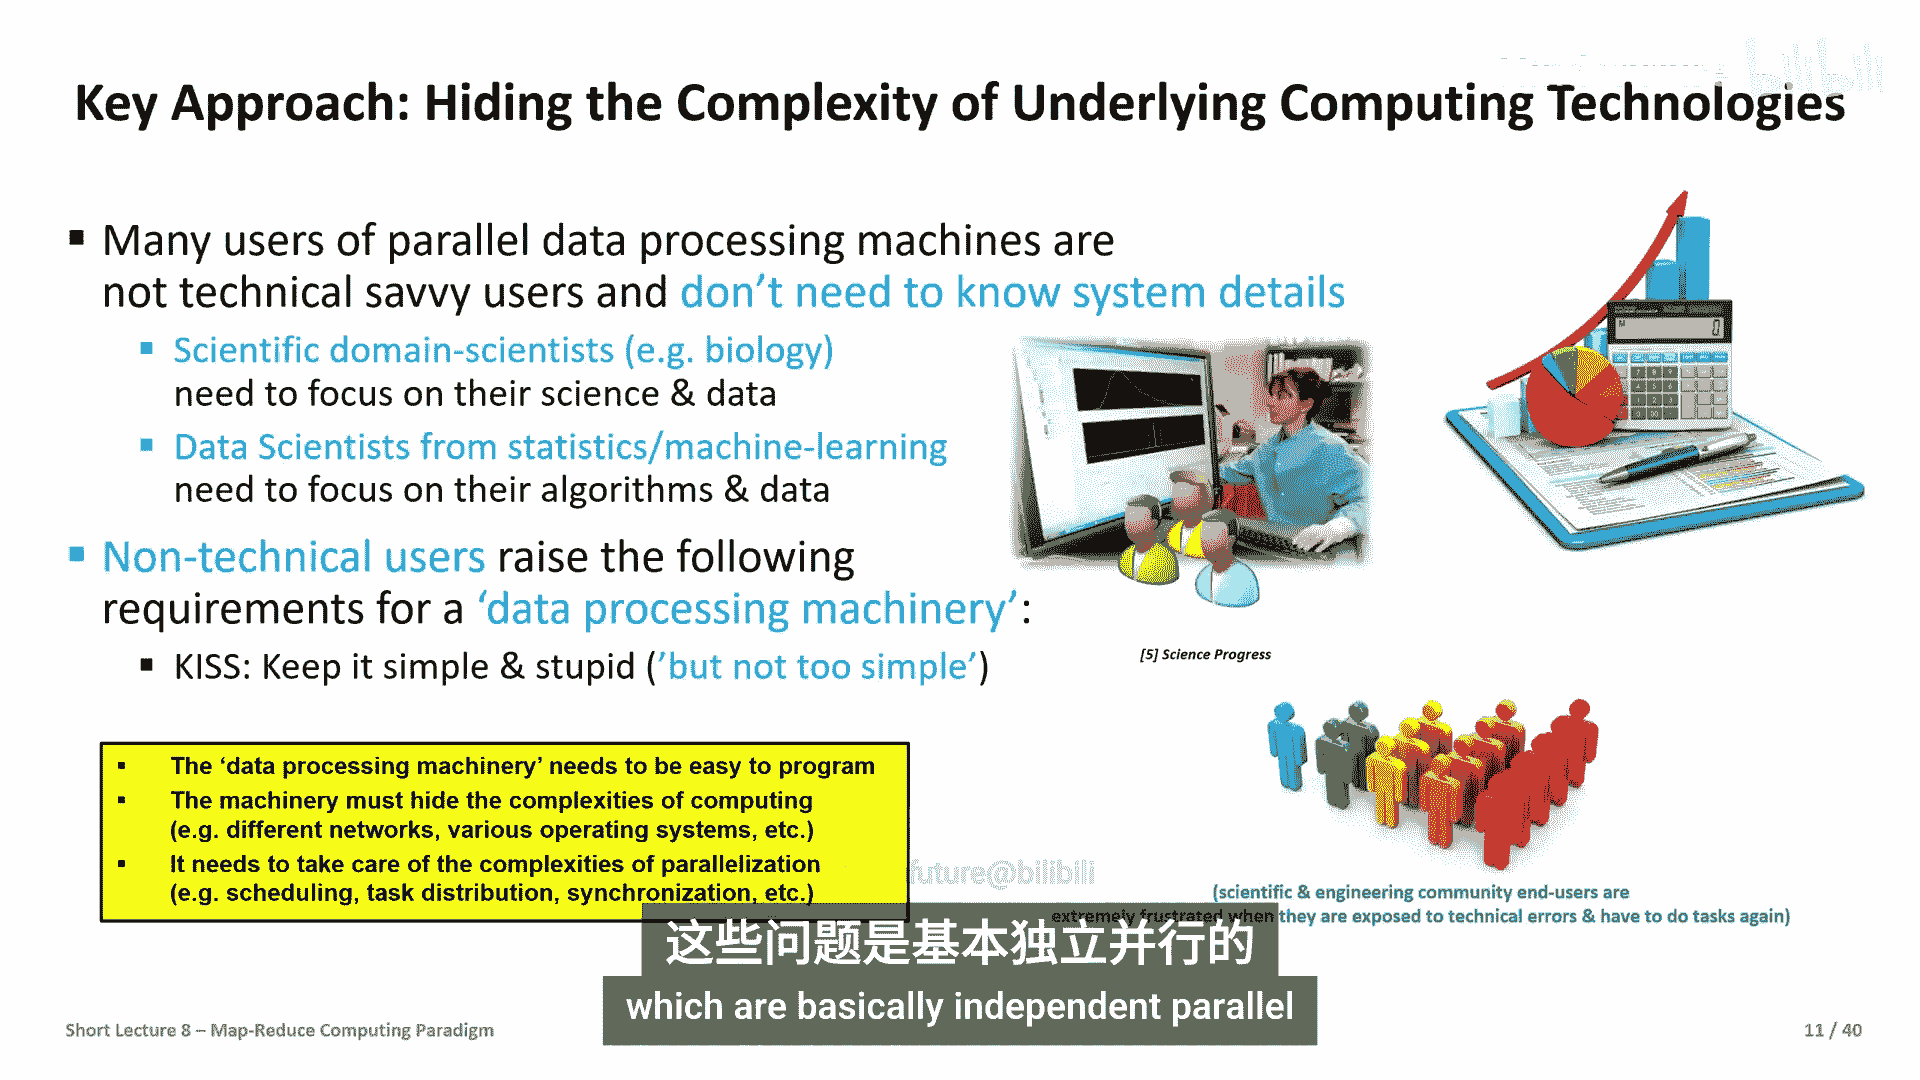 Key Approach: Hiding the Complexity of Underlying Computing Technologies
bilibili
▪ Many users of parallel data processing machines are
not technical savvy users and don't need to know system details
▪ Scientific domain-scientists (e.g. biology)
need to focus on their science & data
▪ Data Scientists from statistics/machine-learning
need to focus on their algorithms & data
▪ Non-technical users raise the following
requirements for a ‘data processing machinery’:
▪ KISS: Keep it simple & stupid (’but not too simple’)
[5] Science Progress
▪ The ‘data processing machinery’ needs to be easy to program
▪ The machinery must hide the complexities of computing
(e.g. different networks, various operating systems, etc.)
▪ It needs to take care of the complexities of parallelization
(e.g. scheduling, task distribution, synchronization, etc.)
future@bilibili
(scientific & engineering community end-users are
extremely frustrated when they are exposed to technical errors & have to do tasks again)
这些问题是基本独立并行的
which are basically independent parallel
Short Lecture 8 – Map-Reduce Computing Paradigm
11 / 40